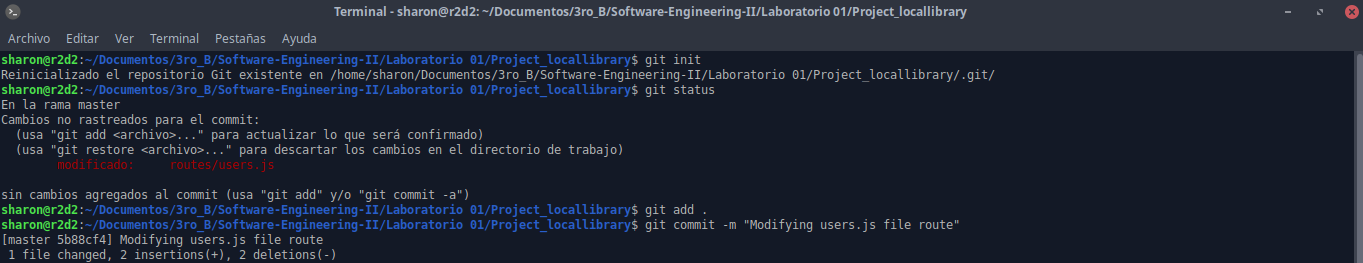 Terminal - sharon@r2d2: ~/Documentos/3ro_B/Software-Engineering-II/Laboratorio 01/Project_locallibrary
Archivo Editar Ver Terminal Pestañas Ayuda
sharon@r2d2:~/Documentos/3ro_B/Software-Engineering-II/Laboratorio 01/Project_locallibrary$ git init
Reinicializado el repositorio Git existente en /home/sharon/Documentos/3ro_B/Software-Engineering-II/Laboratorio 01/Project_locallibrary/.git/
sharon@r2d2:~/Documentos/3ro_B/Software-Engineering-II/Laboratorio 01/Project_locallibrary$ git status
En la rama master
Cambios no rastreados para el commit:
  (usa "git add <archivo>..." para actualizar lo que será confirmado)
  (usa "git restore <archivo>..." para descartar los cambios en el directorio de trabajo)
        modificado:     routes/users.js
sin cambios agregados al commit (usa "git add" y/o "git commit -a")
sharon@r2d2:~/Documentos/3ro_B/Software-Engineering-II/Laboratorio 01/Project_locallibrary$ git add .
sharon@r2d2:~/Documentos/3ro_B/Software-Engineering-II/Laboratorio 01/Project_locallibrary$ git commit -m "Modifying users.js file route"
[master 5b88cf4] Modifying users.js file route
 1 file changed, 2 insertions(+), 2 deletions(-)